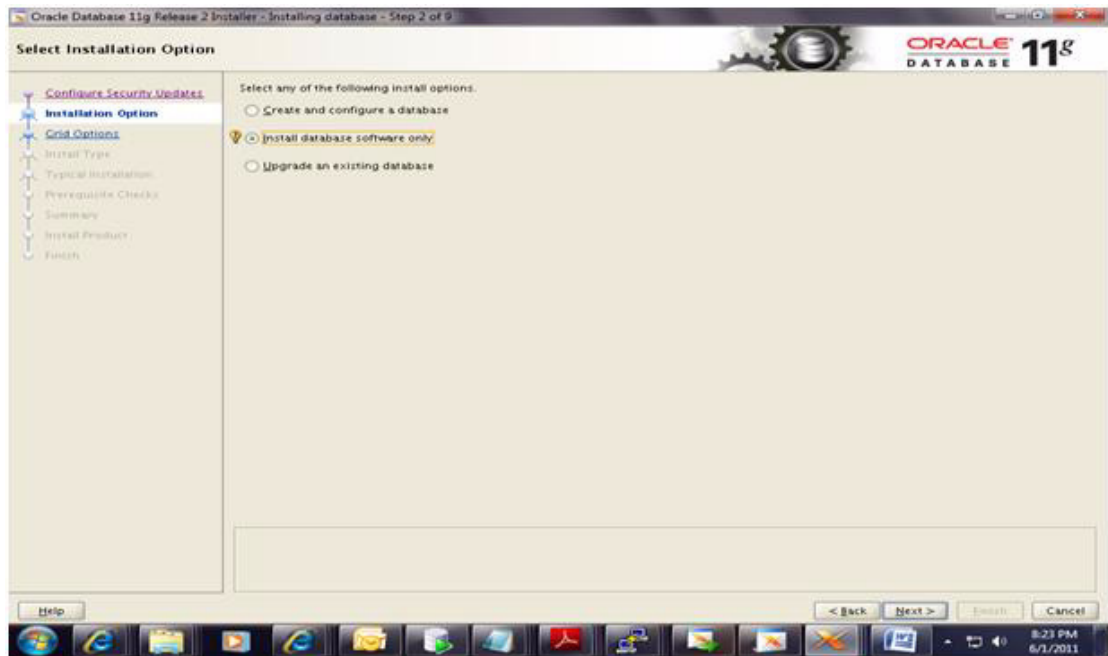 Oracle Database 11g Release 2 Installer - Installing database - Step 2 of 9
Select Installation Option
ORACLE
DATABASE
11g
Configure Security Updates
Installation Option
Grid Options
Install Type
Typical Installation
Prerequisite Checks
Summary
Install Product
Finish
Select any of the following install options.
Create and configure a database
Install database software only
Upgrade an existing database
Help
< Back
Next >
Finish
Cancel
8:23 PM
6/1/2011